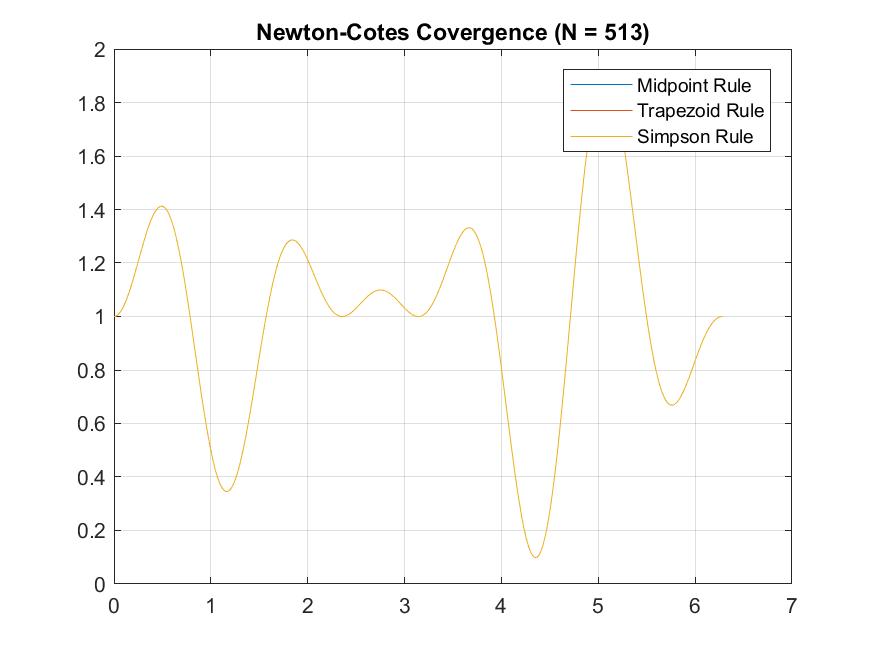 Newton-Cotes Covergence (N = 513)
2
1.8
1.6
1.4
1.2
1
0.8
0.6
0.4
0.2
0
Midpoint Rule
Trapezoid Rule
Simpson Rule
0 1 2 3 4 5 6 7